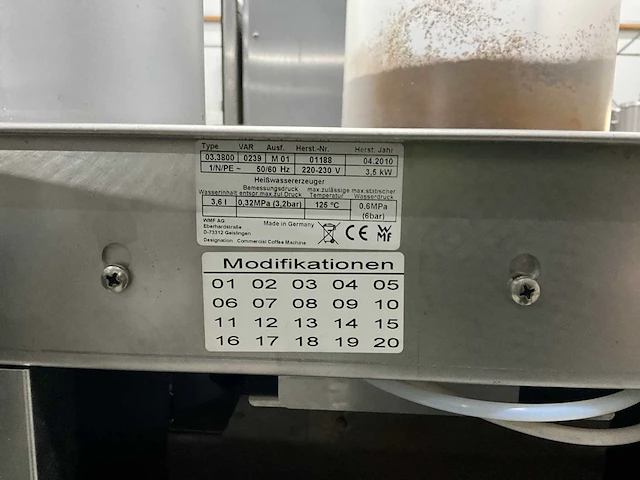 Type VAR Ausf. Herst.-Nr. Herst. Jahr
03.3800 0239 M 01 01188 04.2010
1/N/PE ~ 50/60 Hz 220-230 V 3,5 kW
Heißwassererzeuger
Bemessungsdruck max.zulässige max.statischer
Wasserinhalt entspr.max.zul.Druck Temperatur Wasserdruck
3,6 l 0,32MPa (3,2bar) 125 °C 0,6MPa
(6bar)
WMF AG Made in Germany
Eberhardstraße
D-73312 Geislingen
CE WMF
Designation: Commercial Coffee Machine
Modifikationen
01 02 03 04 05
06 07 08 09 10
11 12 13 14 15
16 17 18 19 20